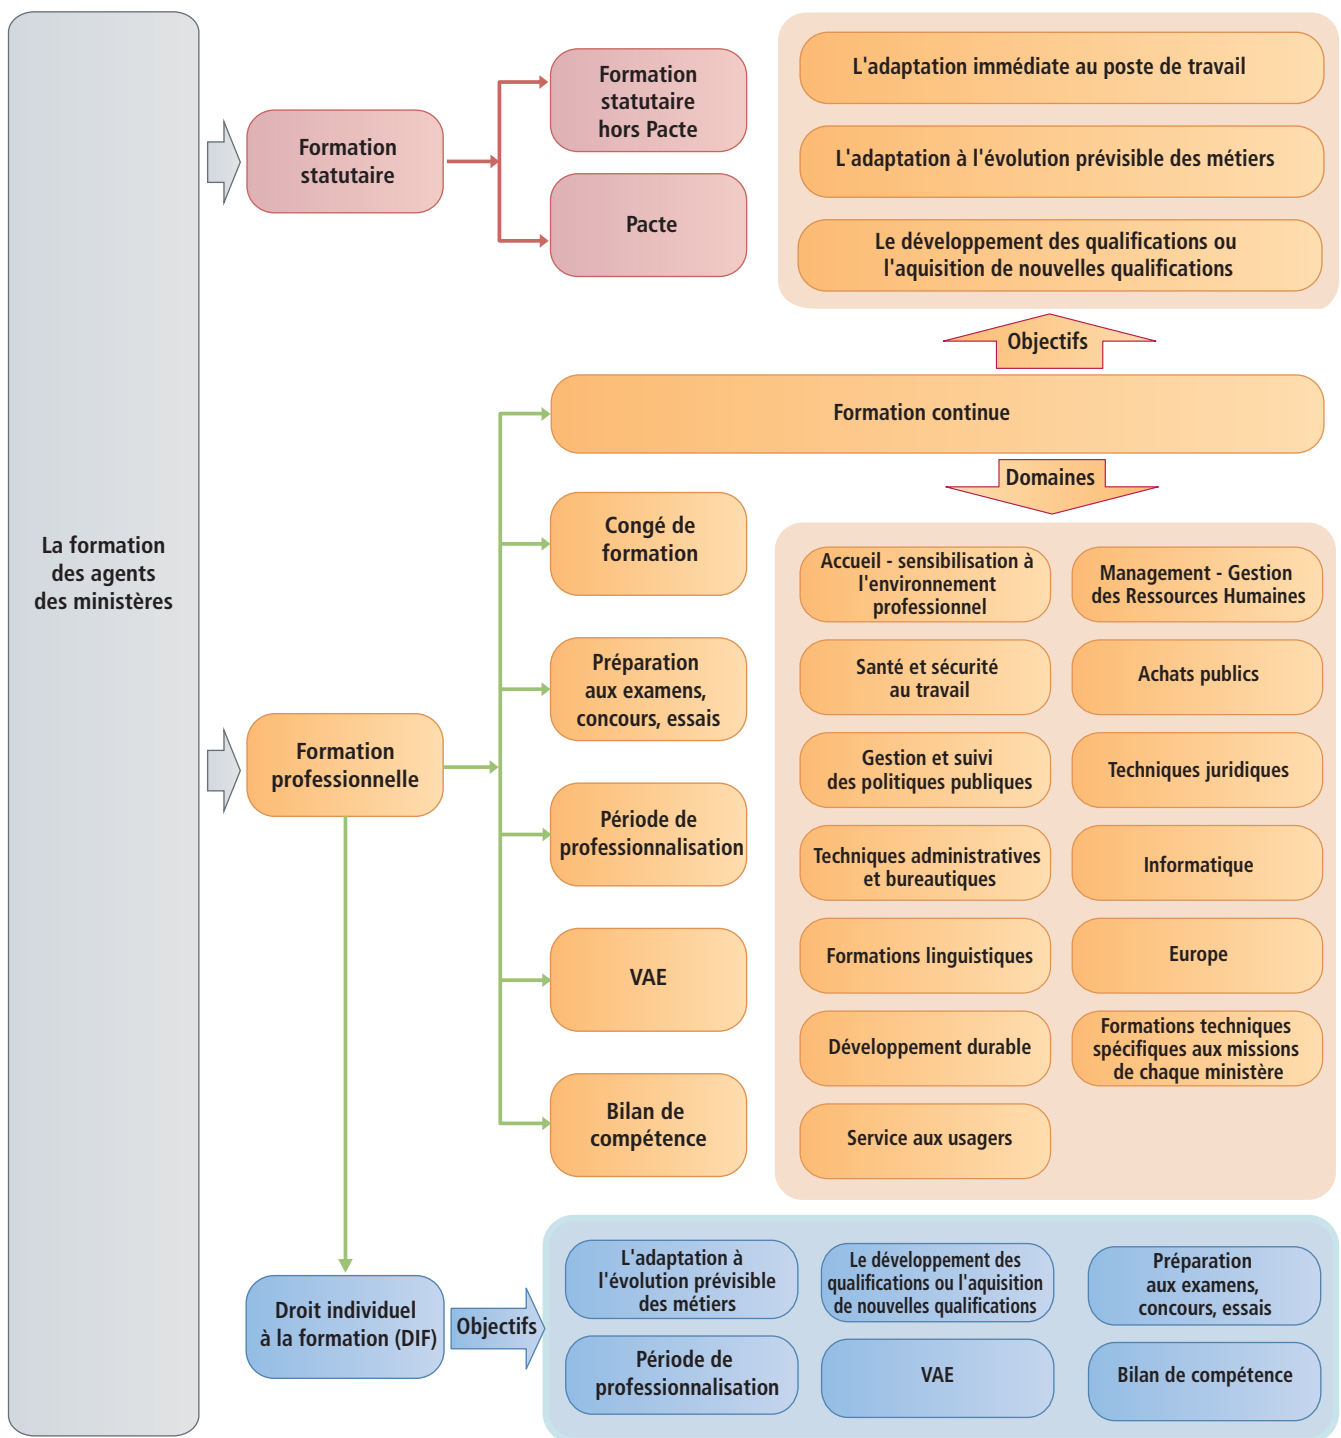 La formation
des agents
des ministères
Formation
statutaire
Formation
statutaire
hors Pacte
Pacte
L'adaptation immédiate au poste de travail
L'adaptation à l'évolution prévisible des métiers
Le développement des qualifications ou
l'aquisition de nouvelles qualifications
Objectifs
Formation continue
Domaines
Formation
professionnelle
Congé de
formation
Préparation
aux examens,
concours, essais
Période de
professionnalisation
VAE
Bilan de
compétence
Accueil - sensibilisation à
l'environnement
professionnel
Management - Gestion
des Ressources Humaines
Santé et sécurité
au travail
Achats publics
Gestion et suivi
des politiques publiques
Techniques juridiques
Techniques administratives
et bureautiques
Informatique
Formations linguistiques
Europe
Développement durable
Formations techniques
spécifiques aux missions
de chaque ministère
Service aux usagers
Droit individuel
à la formation (DIF)
Objectifs
L'adaptation à
l'évolution prévisible
des métiers
Le développement des
qualifications ou l'aquisition
de nouvelles qualifications
Préparation
aux examens,
concours, essais
Période de
professionnalisation
VAE
Bilan de compétence